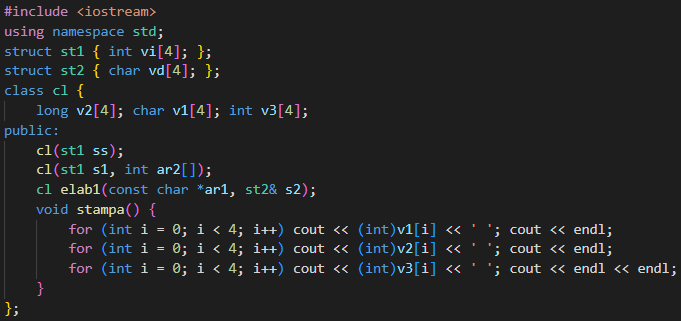 #include <iostream>
using namespace std;
struct st1 { int vi[4]; };
struct st2 { char vd[4]; };
class cl {
    long v2[4]; char v1[4]; int v3[4];
public:
    cl(st1 ss);
    cl(st1 s1, int ar2[]);
    cl elab1(const char *ar1, st2& s2);
    void stampa() {
        for (int i = 0; i < 4; i++) cout << (int)v1[i] << ' '; cout << endl;
        for (int i = 0; i < 4; i++) cout << (int)v2[i] << ' '; cout << endl;
        for (int i = 0; i < 4; i++) cout << (int)v3[i] << ' '; cout << endl << endl;
    }
};